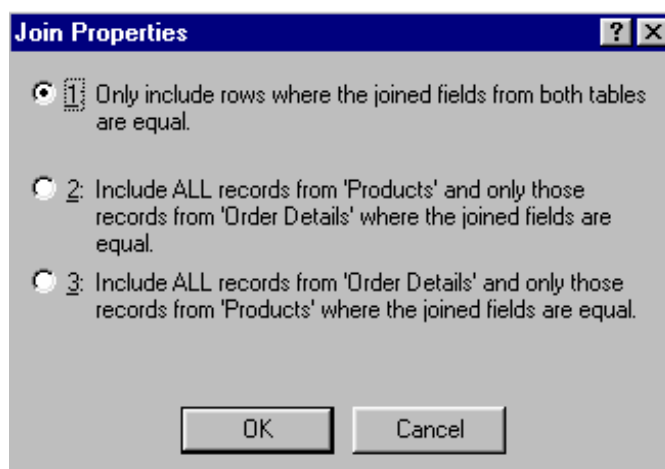 Join Properties
1: Only include rows where the joined fields from both tables
are equal.
2: Include ALL records from 'Products' and only those
records from 'Order Details' where the joined fields are
equal.
3: Include ALL records from 'Order Details' and only those
records from 'Products' where the joined fields are equal.
OK Cancel